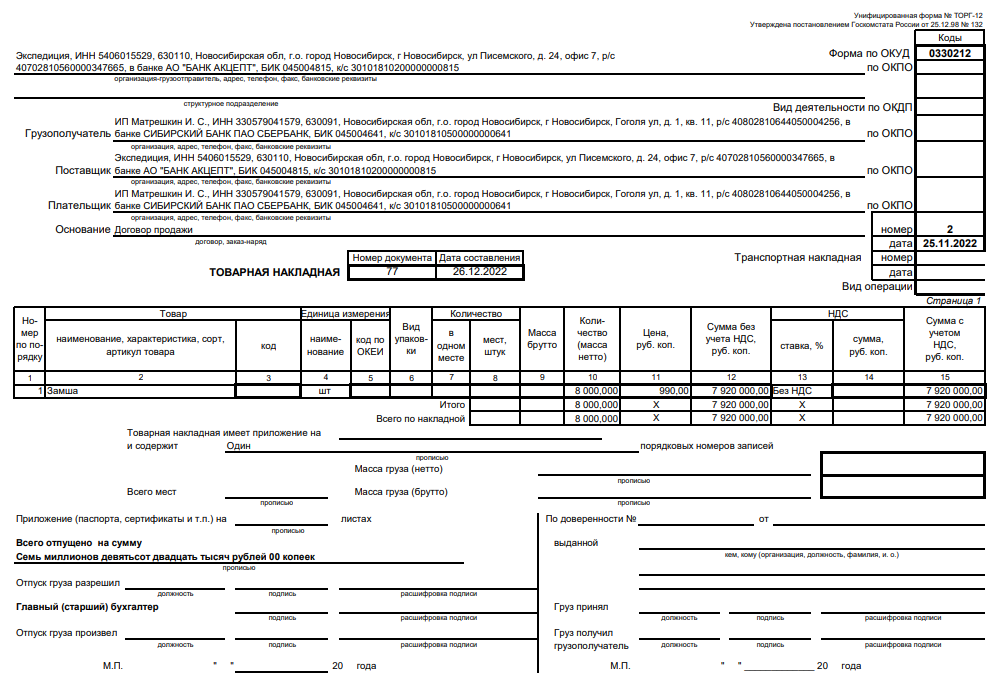 Унифицированная форма № ТОРГ-12
Утверждена постановлением Госкомстата России от 25.12.98 № 132
Коды
Форма по ОКУД 0330212
Экспедиция, ИНН 5406015529, 630110, Новосибирская обл, г.о. город Новосибирск, г Новосибирск, ул Писемского, д. 24, офис 7, р/с
40702810560000347665, в банке АО "БАНК АКЦЕПТ", БИК 045004815, к/с 30101810200000000815 по ОКПО
организация-грузоотправитель, адрес, телефон, факс, банковские реквизиты
структурное подразделение
Вид деятельности по ОКДП
ИП Матрешкин И. С., ИНН 330579041579, 630091, Новосибирская обл, г.о. город Новосибирск, г Новосибирск, Гоголя ул, д. 1, кв. 11, р/с 40802810644050004256, в
Грузополучатель банке СИБИРСКИЙ БАНК ПАО СБЕРБАНК, БИК 045004641, к/с 30101810500000000641 по ОКПО
организация, адрес, телефон, факс, банковские реквизиты
Экспедиция, ИНН 5406015529, 630110, Новосибирская обл, г.о. город Новосибирск, г Новосибирск, ул Писемского, д. 24, офис 7, р/с 40702810560000347665, в
Поставщик банке АО "БАНК АКЦЕПТ", БИК 045004815, к/с 30101810200000000815 по ОКПО
организация, адрес, телефон, факс, банковские реквизиты
ИП Матрешкин И. С., ИНН 330579041579, 630091, Новосибирская обл, г.о. город Новосибирск, г Новосибирск, Гоголя ул, д. 1, кв. 11, р/с 40802810644050004256, в
Плательщик банке СИБИРСКИЙ БАНК ПАО СБЕРБАНК, БИК 045004641, к/с 30101810500000000641 по ОКПО
организация, адрес, телефон, факс, банковские реквизиты
Основание Договор продажи номер 2
договор, заказ-наряд
дата 25.11.2022
Номер документа Дата составления Транспортная накладная номер
ТОВАРНАЯ НАКЛАДНАЯ 77 26.12.2022 дата
Вид операции
Страница 1
Но-
мер
по по-
рядку
Товар
наименование, характеристика, сорт,
артикул товара
код
Единица измерения
наиме-
нование
код по
ОКЕИ
Вид
упаков-
ки
Количество
в
одном
месте
мест,
штук
Масса
брутто
Коли-
чество
(масса
нетто)
Цена,
руб. коп.
Сумма без
учета НДС,
руб. коп.
НДС
ставка, %
сумма,
руб. коп.
Сумма с
учетом
НДС,
руб. коп.
1 2 3 4 5 6 7 8 9 10 11 12 13 14 15
1 Замша шт 8 000,000 990,00 7 920 000,00 Без НДС 7 920 000,00
Итого 8 000,000 X 7 920 000,00 X 7 920 000,00
Всего по накладной 8 000,000 X 7 920 000,00 X 7 920 000,00
Товарная накладная имеет приложение на
и содержит Один порядковых номеров записей
прописью
Масса груза (нетто)
прописью
Всего мест Масса груза (брутто)
прописью прописью
Приложение (паспорта, сертификаты и т.п.) на листах
прописью
По доверенности № от
Всего отпущено на сумму
выданной
кем, кому (организация, должность, фамилия, и. о.)
Семь миллионов девятьсот двадцать тысяч рублей 00 копеек
прописью
Отпуск груза разрешил
должность подпись расшифровка подписи
Главный (старший) бухгалтер
подпись расшифровка подписи
Груз принял
должность подпись расшифровка подписи
Отпуск груза произвел
должность подпись расшифровка подписи
Груз получил
грузополучатель
должность подпись расшифровка подписи
М.П. " " 20 года
М.П. " " 20 года